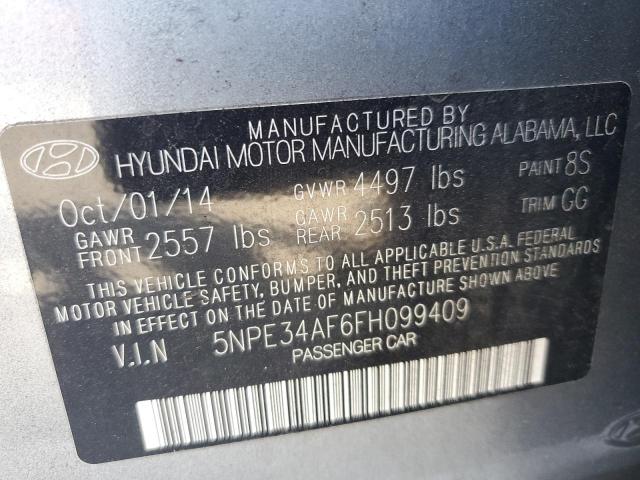 MANUFACTURED BY
HYUNDAI MOTOR MANUFACTURING ALABAMA, LLC
Oct/01/14 GVWR 4497 lbs PAINT 8S
GAWR FRONT 2557 lbs GAWR REAR 2513 lbs TRIM GG
THIS VEHICLE CONFORMS TO ALL APPLICABLE U.S.A. FEDERAL
MOTOR VEHICLE SAFETY, BUMPER, AND THEFT PREVENTION STANDARDS
IN EFFECT ON THE DATE OF MANUFACTURE SHOWN ABOVE
V.I.N 5NPE34AF6FH099409
PASSENGER CAR